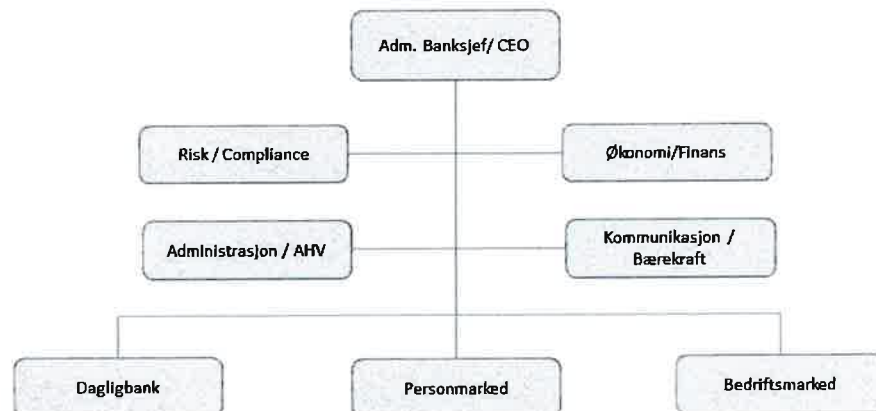 Adm. Banksjef/ CEO
Risk / Compliance
Økonomi/Finans
Administrasjon / AHV
Kommunikasjon /
Bærekraft
Dagligbank
Personmarked
Bedriftsmarked